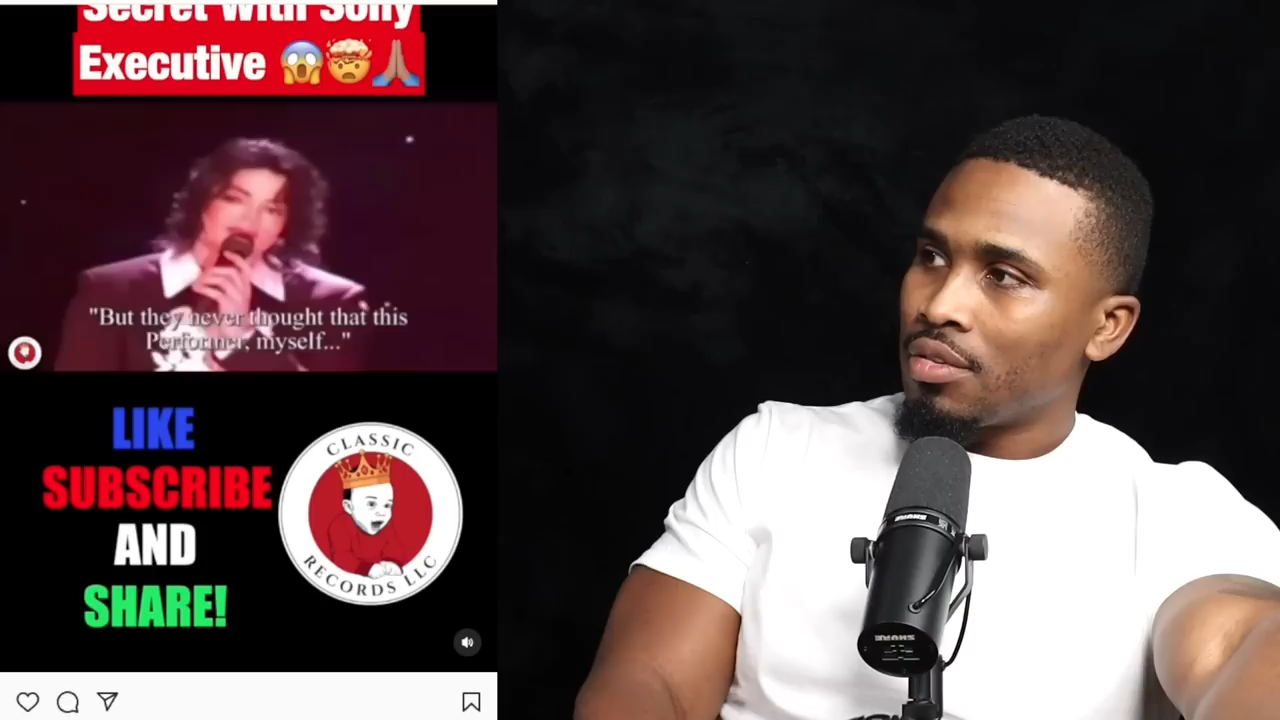 Secret with Sony
Executive 😱🤯🙏🏽
"But they never thought that this
Performer, myself..."
LIKE
SUBSCRIBE
AND
SHARE!
CLASSIC
RECORDS LLC
SHURE
SHURE